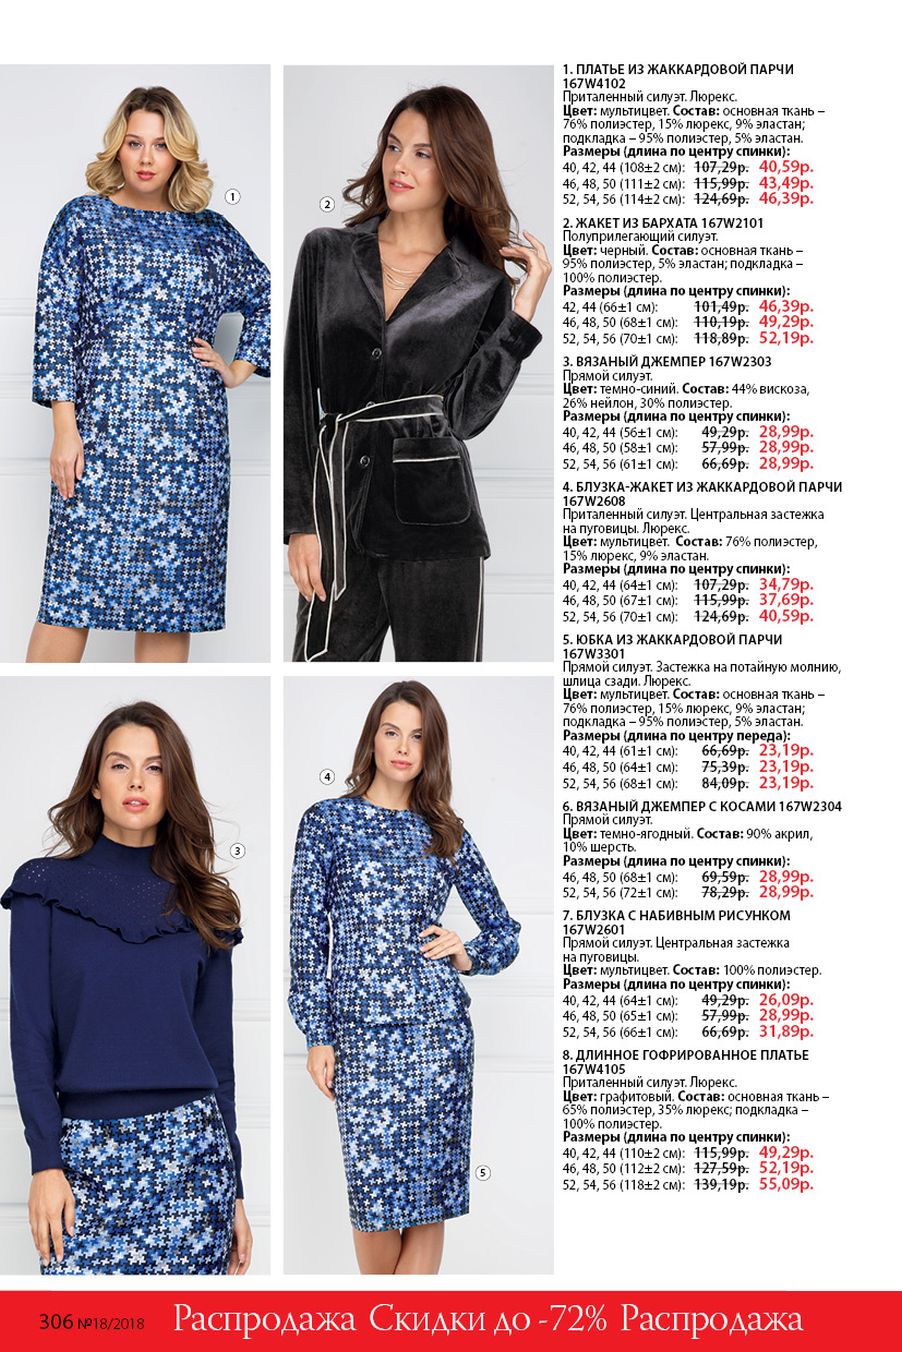 1. ПЛАТЬЕ ИЗ ЖАККАРДОВОЙ ПАРЧИ
167W4102
Приталенный силуэт. Люрекс.
Цвет: мультицвет. Состав: основная ткань –
76% полиэстер, 15% люрекс, 9% эластан;
подкладка – 95% полиэстер, 5% эластан.
Размеры (длина по центру спинки):
40, 42, 44 (108±2 см): 107,29р. 40,59р.
46, 48, 50 (111±2 см): 115,99р. 43,49р.
52, 54, 56 (114±2 см): 124,69р. 46,39р.
2. ЖАКЕТ ИЗ БАРХАТА 167W2101
Полуприлегающий силуэт.
Цвет: черный. Состав: основная ткань –
95% полиэстер, 5% эластан; подкладка –
100% полиэстер.
Размеры (длина по центру спинки):
42, 44 (66±1 см): 101,49р. 46,39р.
46, 48, 50 (68±1 см): 110,19р. 49,29р.
52, 54, 56 (70±1 см): 118,89р. 52,19р.
3. ВЯЗАНЫЙ ДЖЕМПЕР 167W2303
Прямой силуэт.
Цвет: темно-синий. Состав: 44% вискоза,
26% нейлон, 30% полиэстер.
Размеры (длина по центру спинки):
40, 42, 44 (56±1 см): 49,29р. 28,99р.
46, 48, 50 (58±1 см): 57,99р. 28,99р.
52, 54, 56 (61±1 см): 66,69р. 28,99р.
4. БЛУЗКА-ЖАКЕТ ИЗ ЖАККАРДОВОЙ ПАРЧИ
167W2608
Приталенный силуэт. Центральная застежка
на пуговицы. Люрекс.
Цвет: мультицвет. Состав: 76% полиэстер,
15% люрекс, 9% эластан.
Размеры (длина по центру спинки):
40, 42, 44 (64±1 см): 107,29р. 34,79р.
46, 48, 50 (67±1 см): 115,99р. 37,69р.
52, 54, 56 (70±1 см): 124,69р. 40,59р.
5. ЮБКА ИЗ ЖАККАРДОВОЙ ПАРЧИ
167W3301
Прямой силуэт. Застежка на потайную молнию,
шлица сзади. Люрекс.
Цвет: мультицвет. Состав: основная ткань –
76% полиэстер, 15% люрекс, 9% эластан;
подкладка – 95% полиэстер, 5% эластан.
Размеры (длина по центру переда):
40, 42, 44 (61±1 см): 66,69р. 23,19р.
46, 48, 50 (64±1 см): 75,39р. 23,19р.
52, 54, 56 (68±1 см): 84,09р. 23,19р.
6. ВЯЗАНЫЙ ДЖЕМПЕР С КОСАМИ 167W2304
Прямой силуэт.
Цвет: темно-ягодный. Состав: 90% акрил,
10% шерсть.
Размеры (длина по центру спинки):
46, 48, 50 (68±1 см): 69,59р. 28,99р.
52, 54, 56 (72±1 см): 78,29р. 28,99р.
7. БЛУЗКА С НАБИВНЫМ РИСУНКОМ
167W2601
Прямой силуэт. Центральная застежка
на пуговицы.
Цвет: мультицвет. Состав: 100% полиэстер.
Размеры (длина по центру спинки):
40, 42, 44 (64±1 см): 49,29р. 26,09р.
46, 48, 50 (65±1 см): 57,99р. 28,99р.
52, 54, 56 (66±1 см): 66,69р. 31,89р.
8. ДЛИННОЕ ГОФРИРОВАННОЕ ПЛАТЬЕ
167W4105
Приталенный силуэт. Люрекс.
Цвет: графитовый. Состав: основная ткань –
65% полиэстер, 35% люрекс; подкладка –
100% полиэстер.
Размеры (длина по центру спинки):
40, 42, 44 (110±2 см): 115,99р. 49,29р.
46, 48, 50 (112±2 см): 127,59р. 52,19р.
52, 54, 56 (118±2 см): 139,19р. 55,09р.
1
2
3
4
5
306 №18/2018 Распродажа Скидки до -72% Распродажа